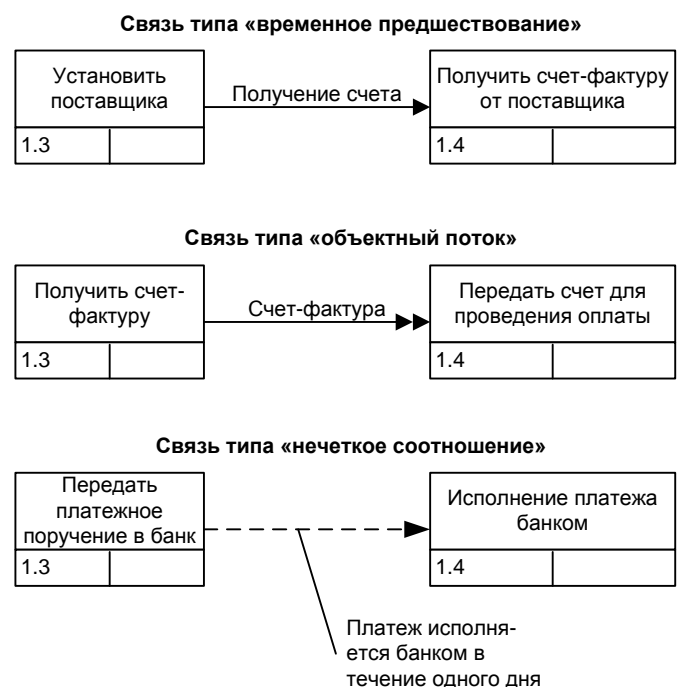 Связь типа «временное предшествование»
Установить
поставщика
Получение счета
Получить счет-фактуру
от поставщика
1.3
1.4
Связь типа «объектный поток»
Получить счет-
фактуру
Счет-фактура
Передать счет для
проведения оплаты
1.3
1.4
Связь типа «нечеткое соотношение»
Передать
платежное
поручение в банк
Исполнение платежа
банком
1.3
1.4
Платеж исполня-
ется банком в
течение одного дня